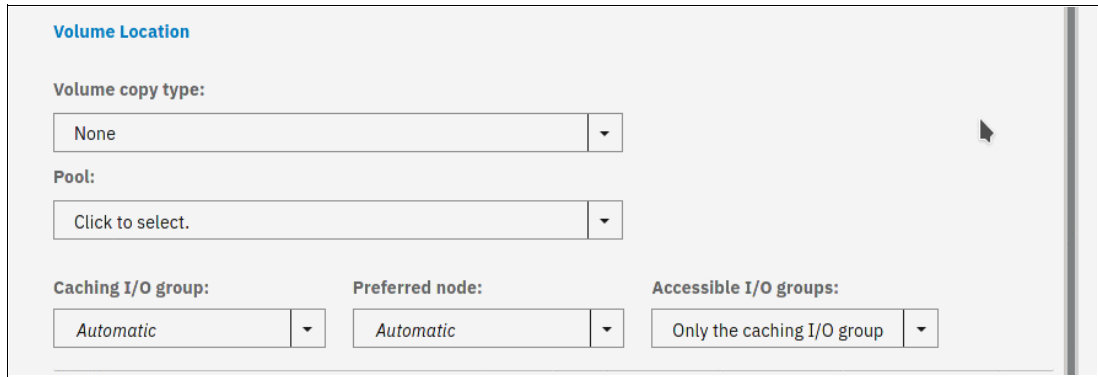 Volume Location
Volume copy type:
None
Pool:
Click to select.
Caching I/O group: Preferred node: Accessible I/O groups:
Automatic Automatic Only the caching I/O group